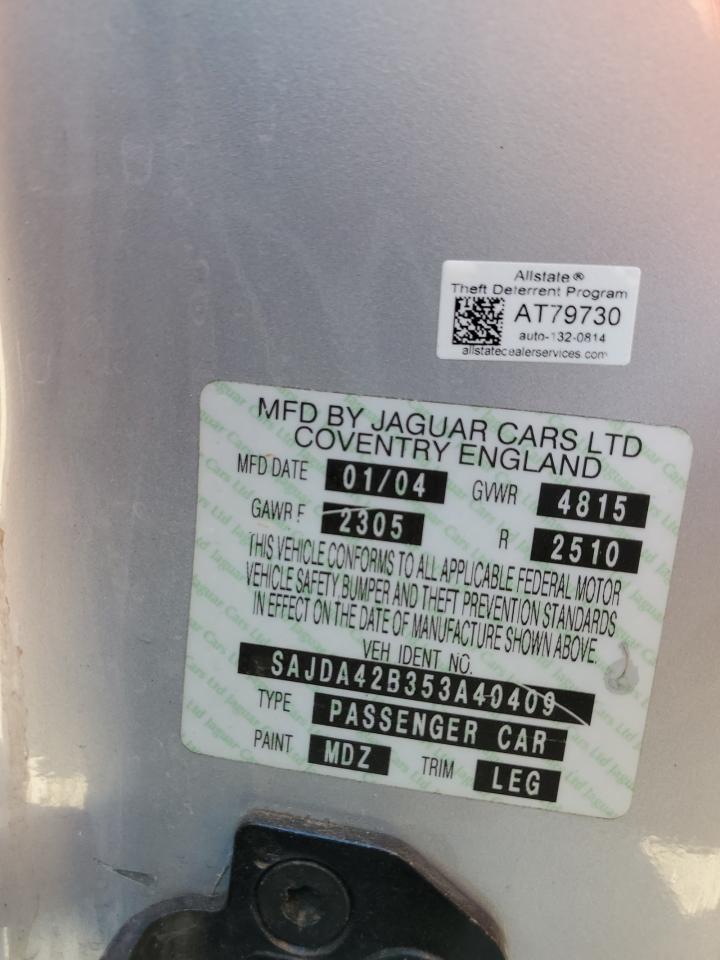 Allstate®
Theft Deterrent Program
AT79730
auto-132-0814
allstatedealerservices.com
MFD BY JAGUAR CARS LTD
COVENTRY ENGLAND
MFD DATE 01/04 GVWR 4815
GAWR F 2305 R 2510
THIS VEHICLE CONFORMS TO ALL APPLICABLE FEDERAL MOTOR
VEHICLE SAFETY, BUMPER AND THEFT PREVENTION STANDARDS
IN EFFECT ON THE DATE OF MANUFACTURE SHOWN ABOVE.
VEH IDENT NO.
SAJDA42B353A40409
TYPE PASSENGER CAR
PAINT MDZ TRIM LEG